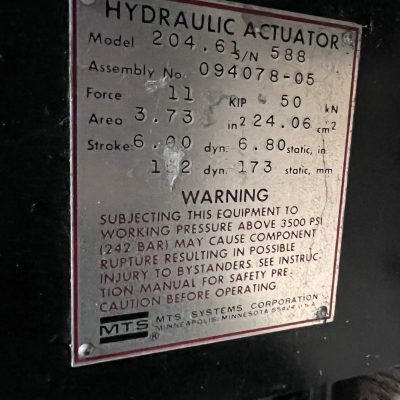 HYDRAULIC ACTUATOR
Model 204.61 S/N 588
Assembly No. 094078-05
Force 11 KIP 50 kN
Area 3.73 in2 24.06 cm2
Stroke 6.00 dyn. 6.80 static, in
dyn. 173 static, mm
WARNING
SUBJECTING THIS EQUIPMENT TO
WORKING PRESSURE ABOVE 3500 PSI
(242 BAR) MAY CAUSE COMPONENT
RUPTURE RESULTING IN POSSIBLE
INJURY TO BYSTANDERS. SEE INSTRUC-
TION MANUAL FOR SAFETY PRE-
CAUTION BEFORE OPERATING
MTS ® MTS SYSTEMS CORPORATION
MINNEAPOLIS, MINNESOTA 55424 U.S.A.